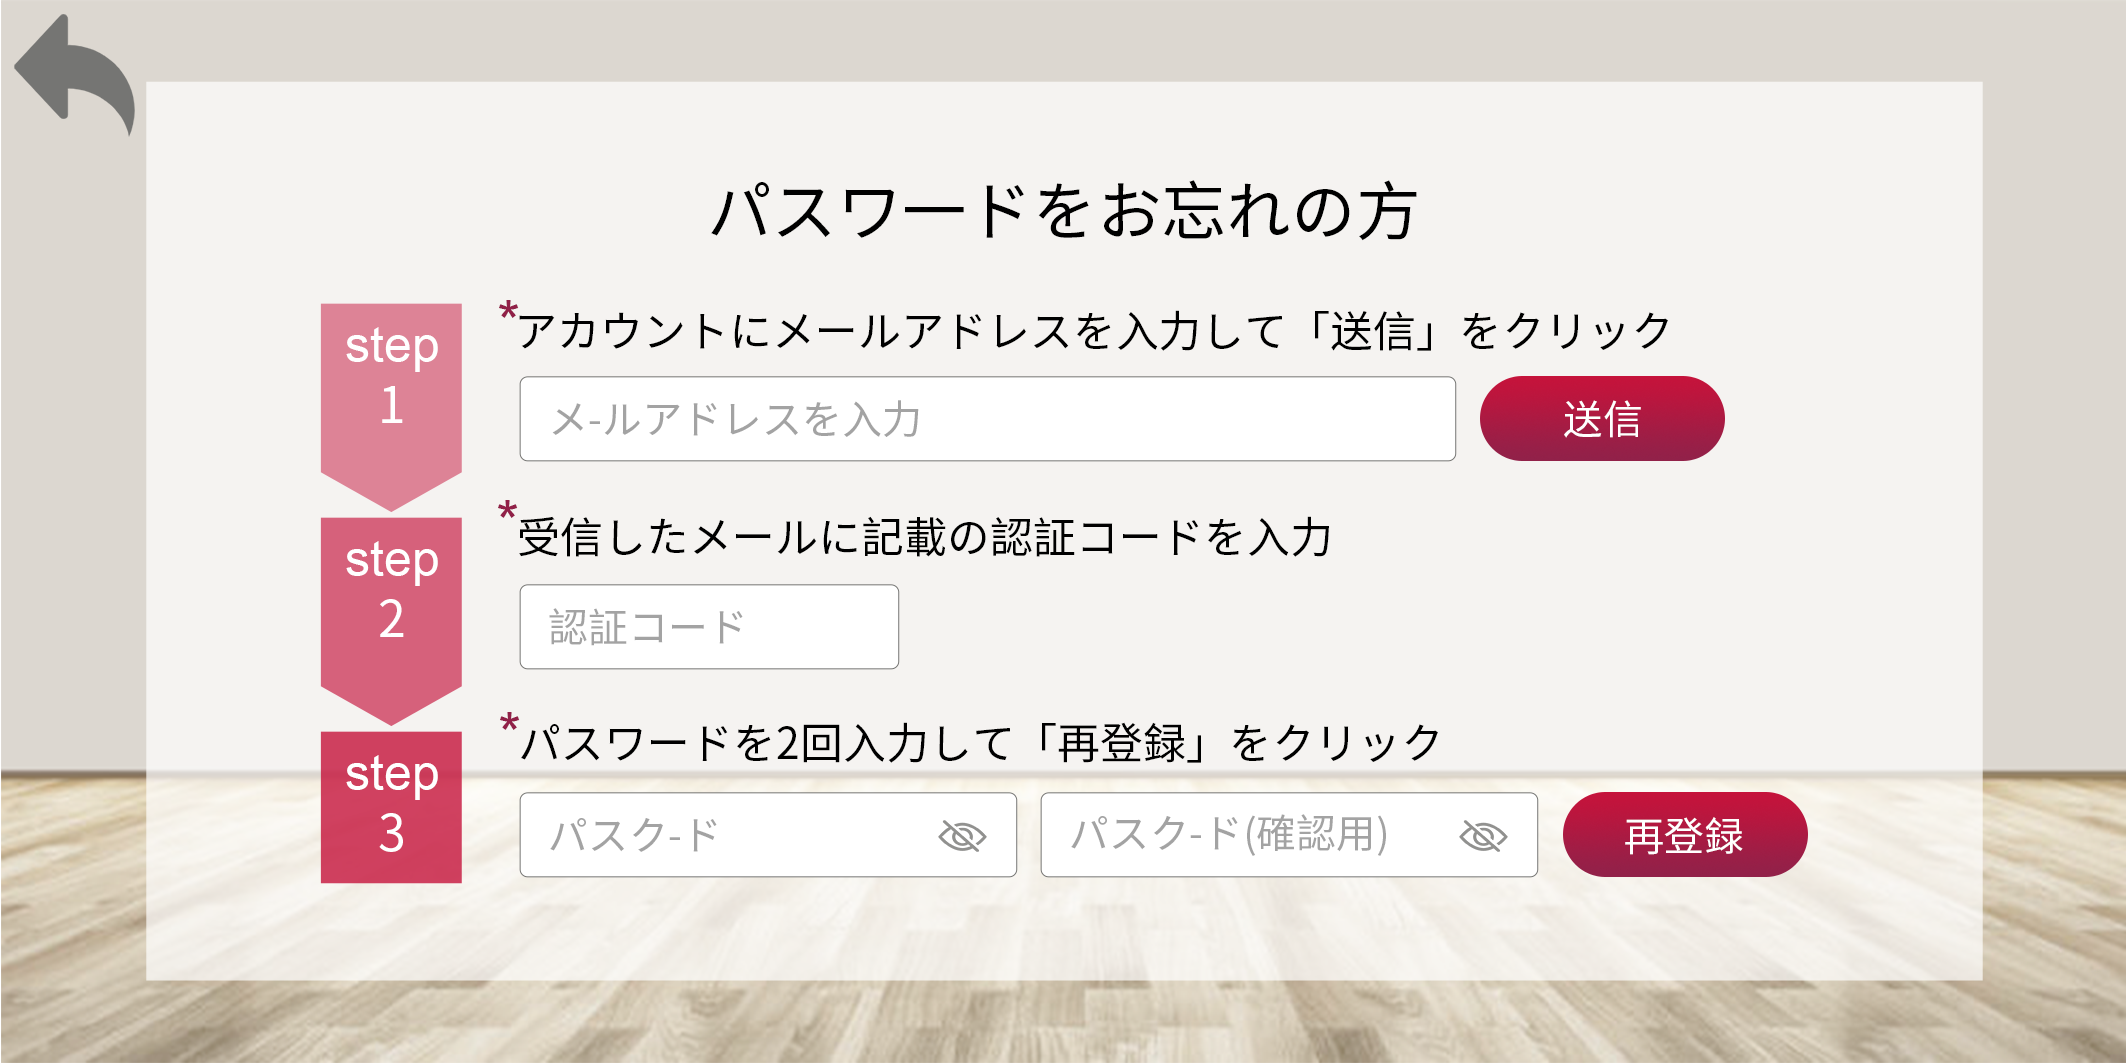 パスワードをお忘れの方
step
1
*アカウントにメールアドレスを入力して「送信」をクリック
メ-ルアドレスを入力
送信
step
2
*受信したメールに記載の認証コードを入力
認証コード
step
3
*パスワードを2回入力して「再登録」をクリック
パスク-ド
パスク-ド(確認用)
再登録